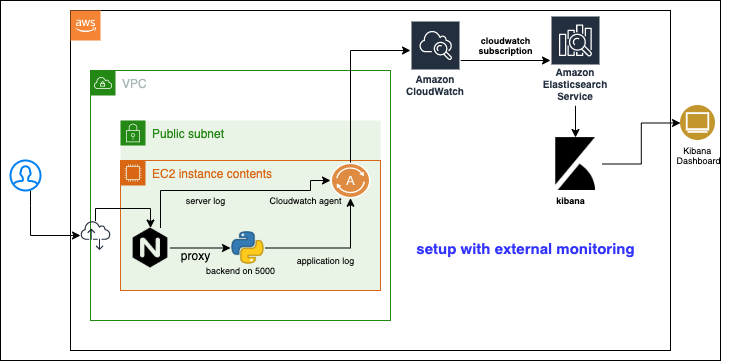 aws
Amazon
CloudWatch
cloudwatch
subscription
Amazon
Elasticsearch
Service
VPC
Public subnet
EC2 instance contents
A
server log
Cloudwatch agent
N
proxy
backend on 5000
application log
kibana
Kibana
Dashboard
setup with external monitoring